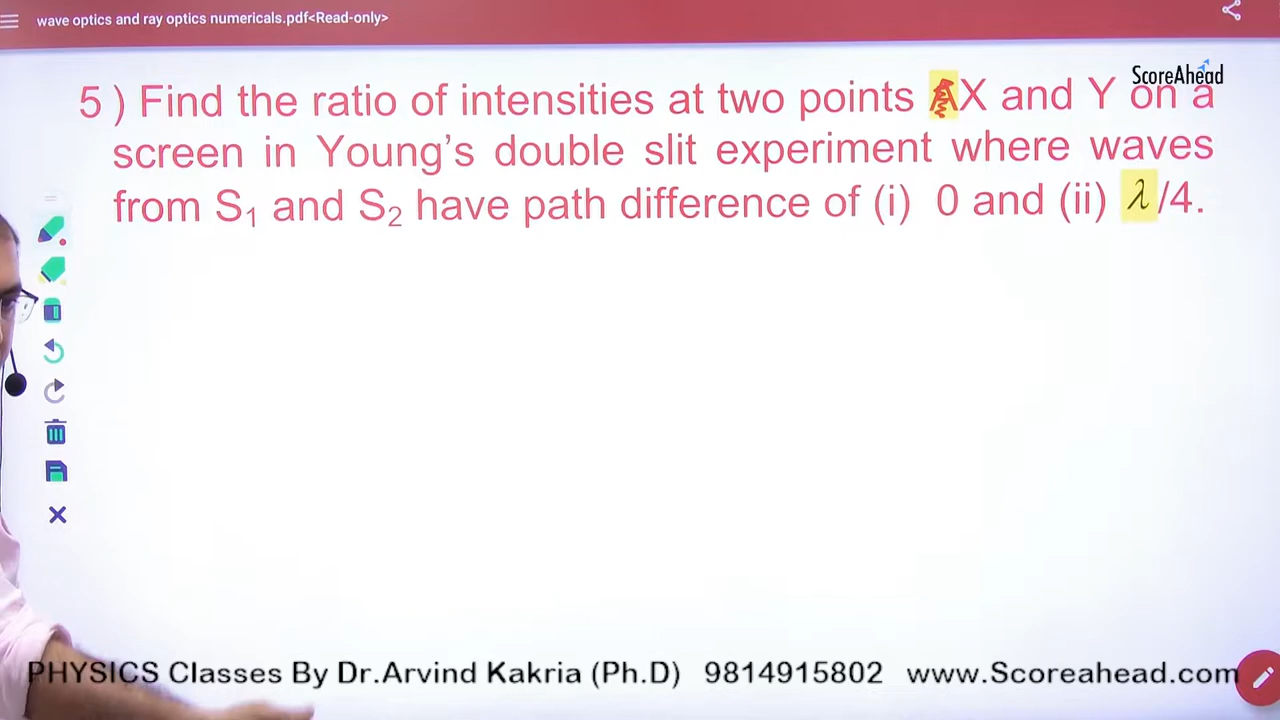 wave optics and ray optics numericals.pdf<Read-only>
ScoreAhead
5 ) Find the ratio of intensities at two points X and Y on a
screen in Young's double slit experiment where waves
from S₁ and S₂ have path difference of (i) 0 and (ii) λ/4.
PHYSICS Classes By Dr.Arvind Kakria (Ph.D) 9814915802 www.Scoreahead.com